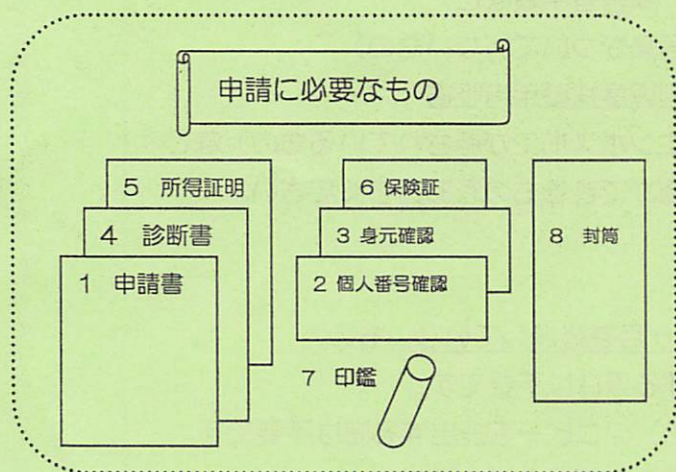 申請に必要なもの
5 所得証明
4 診断書
1 申請書
6 保険証
3 身元確認
2 個人番号確認
7 印鑑
8 封筒